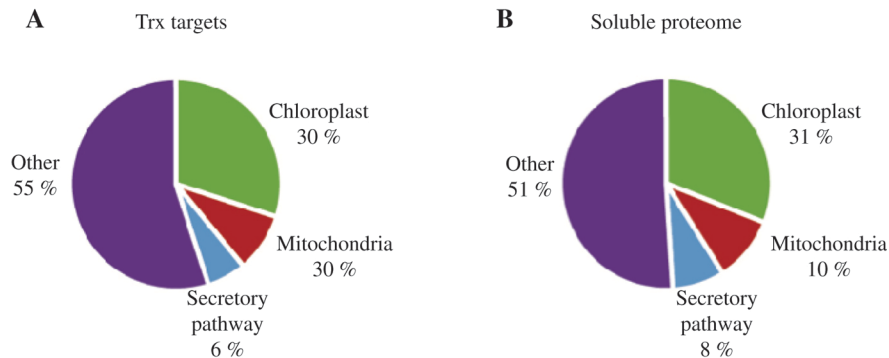 A
Trx targets
Chloroplast
30 %
Other
55 %
Mitochondria
30 %
Secretory
pathway
6 %
B
Soluble proteome
Chloroplast
31 %
Other
51 %
Mitochondria
10 %
Secretory
pathway
8 %